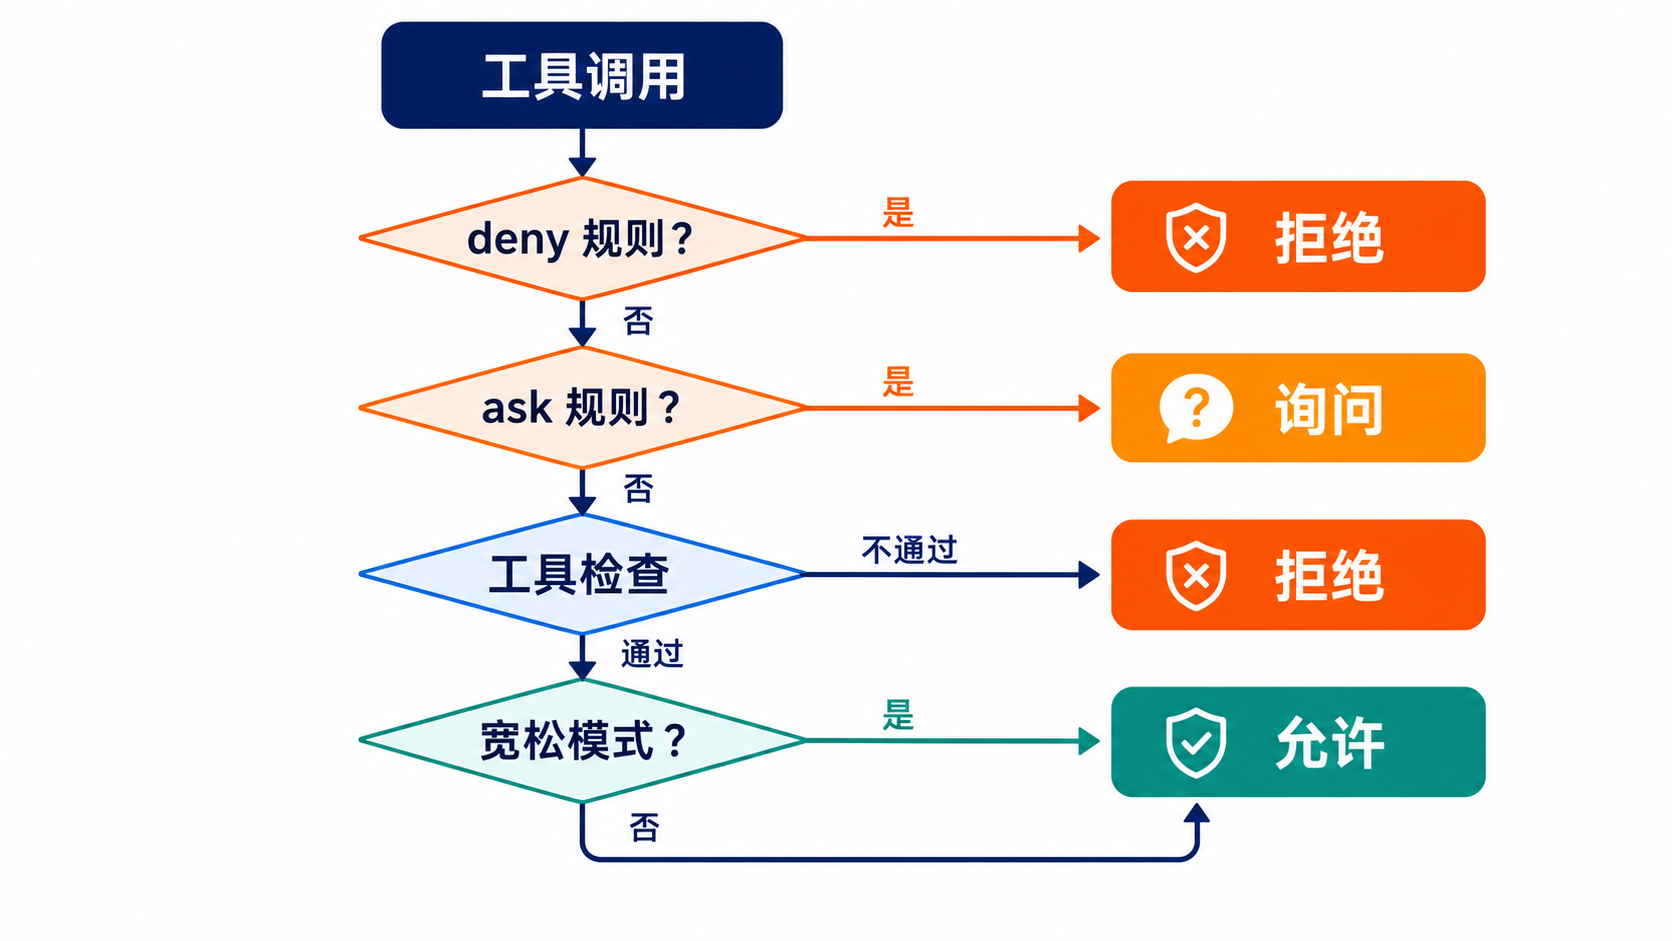 工具调用
deny 规则？
是
拒绝
否
ask 规则？
是
询问
否
工具检查
不通过
拒绝
通过
宽松模式？
是
允许
否